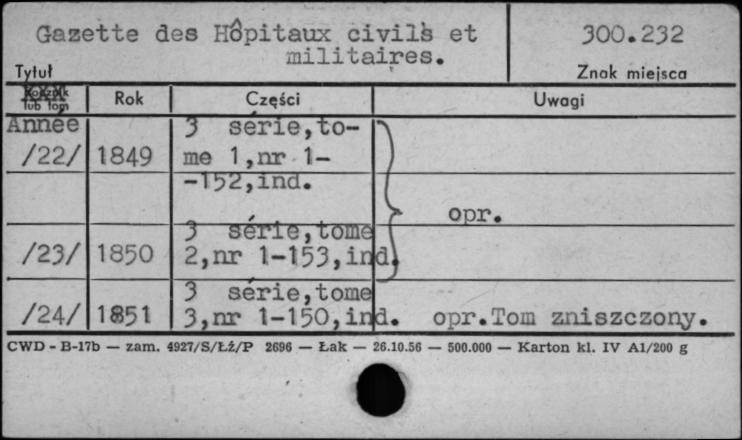 Gazette des Hôpitaux civils et
militaires.
300.232
Tytuł
Znak miejsca
lub tom
Rok
Części
Uwagi
Année
/22/ 1849
3 série,to-
me 1,nr 1-
-152,ind.
opr.
/23/ 1850
3 série,tome
2,nr 1-153,ind.
/24/ 1851
3 série,tome
3,nr 1-150,ind.
opr.Tom zniszczony.
CWD - B-17b — zam. 4927/S/Łź/P 2696 — Łak — 26.10.56 — 500.000 — Karton kl. IV A1/200 g